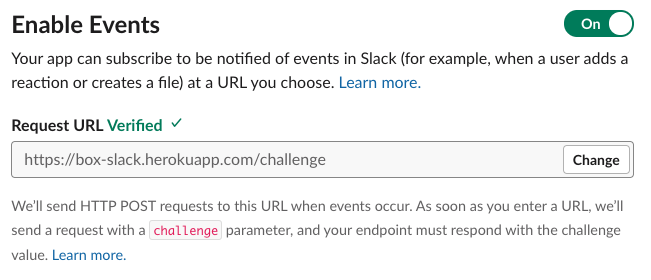 Enable Events
On
Your app can subscribe to be notified of events in Slack (for example, when a user adds a
reaction or creates a file) at a URL you choose. Learn more.
Request URL Verified ✓
https://box-slack.herokuapp.com/challenge
Change
We'll send HTTP POST requests to this URL when events occur. As soon as you enter a URL, we'll
send a request with a challenge parameter, and your endpoint must respond with the challenge
value. Learn more.